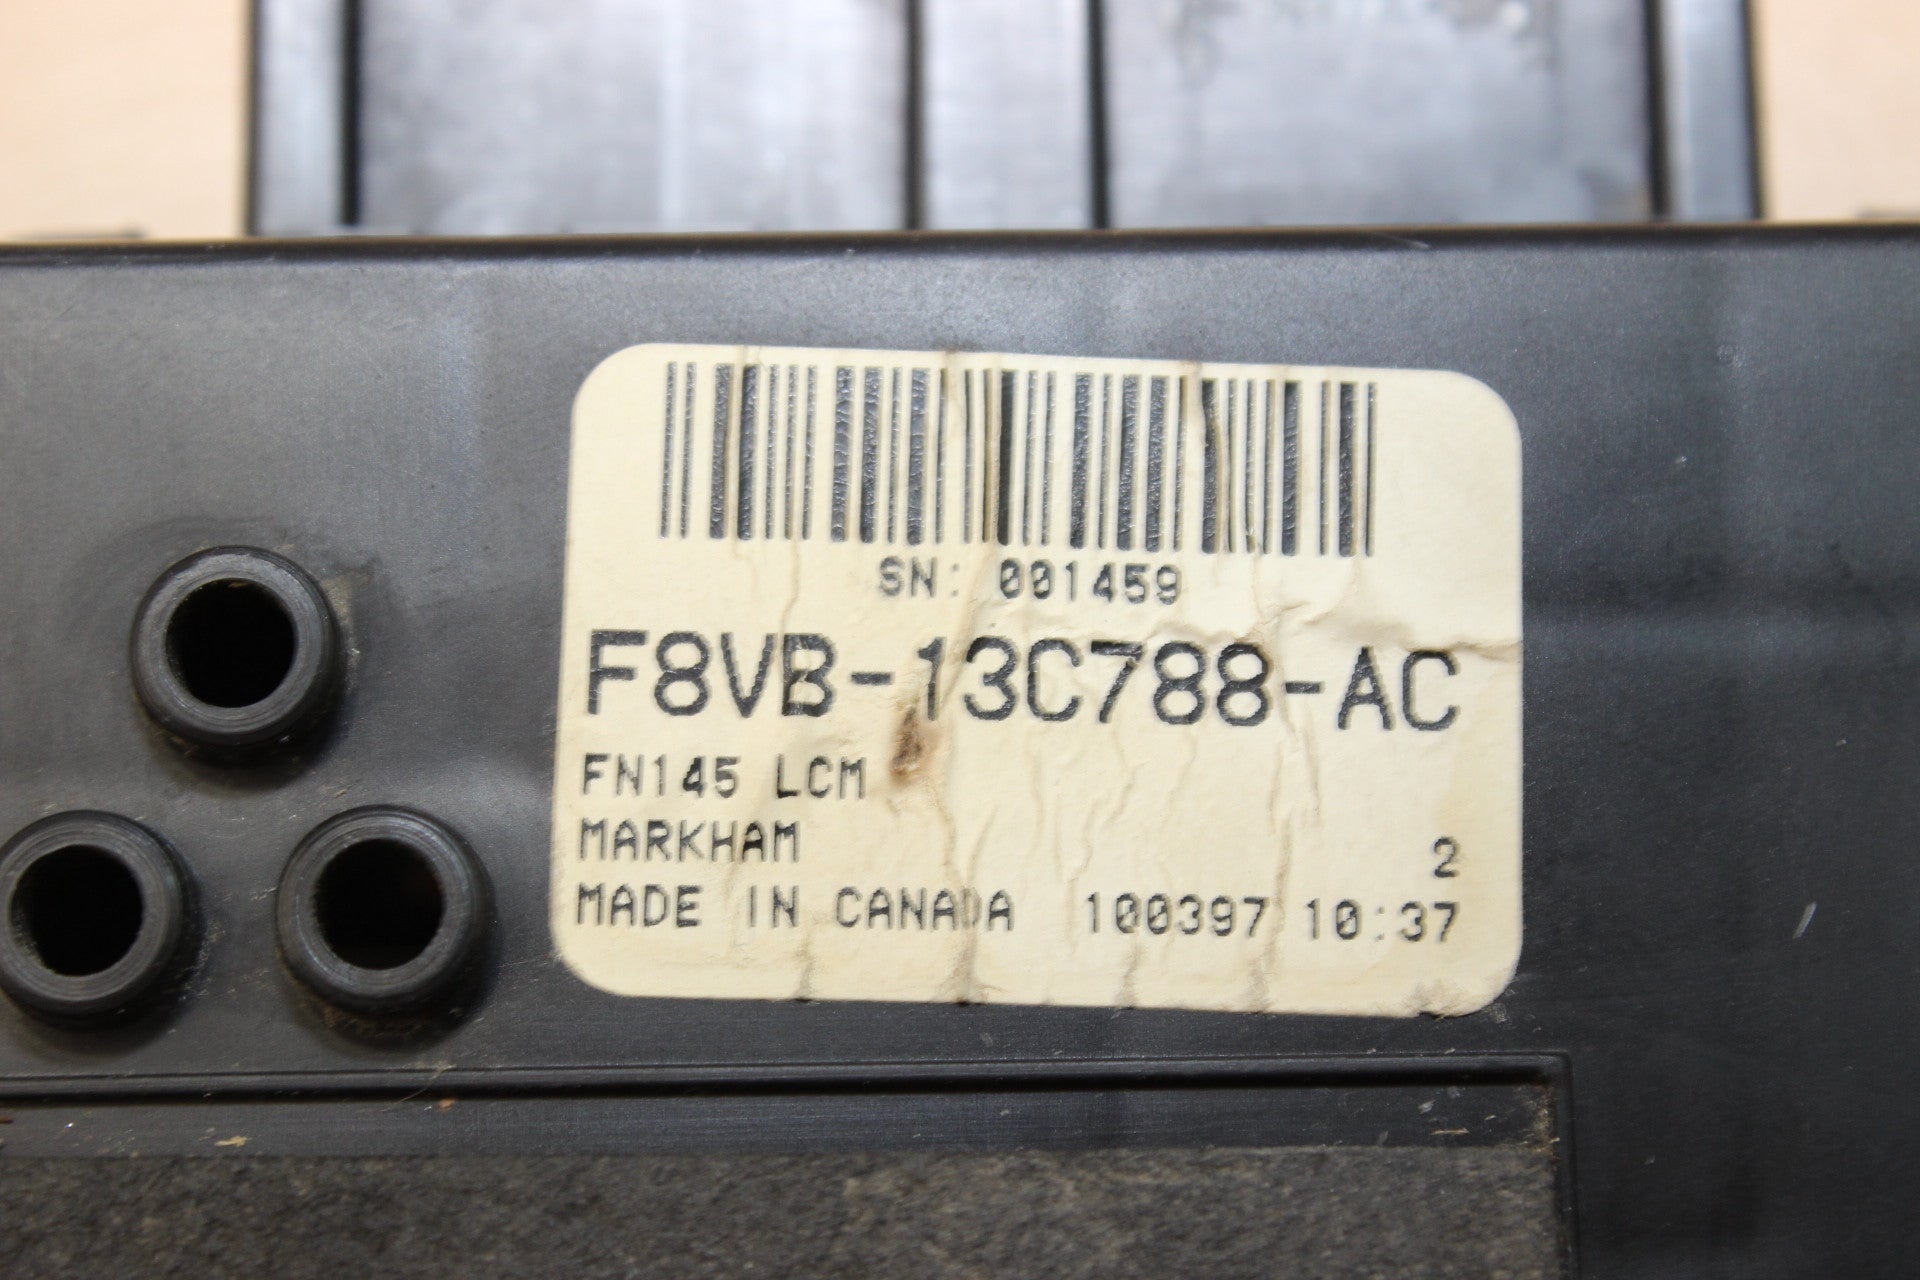 SN: 001459
F8VB-13C788-AC
FN145 LCM
MARKHAM 2
MADE IN CANADA 100397 10:37